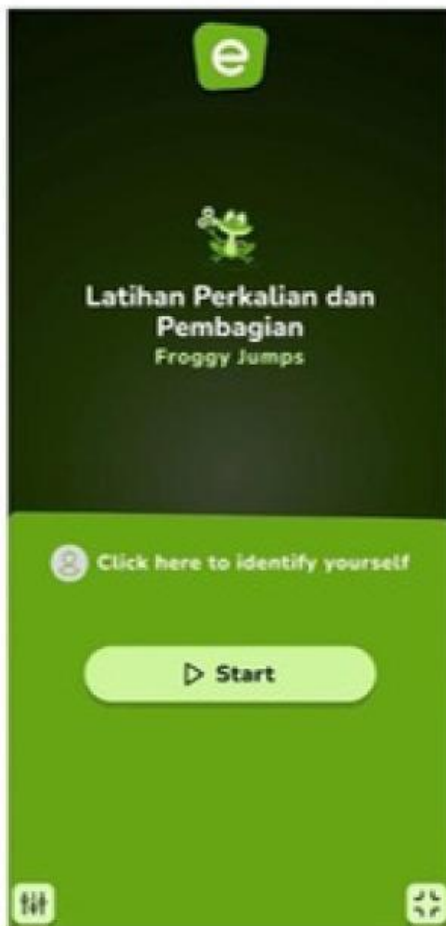 e
Latihan Perkalian dan
Pembagian
Froggy Jumps
Click here to identify yourself
Start